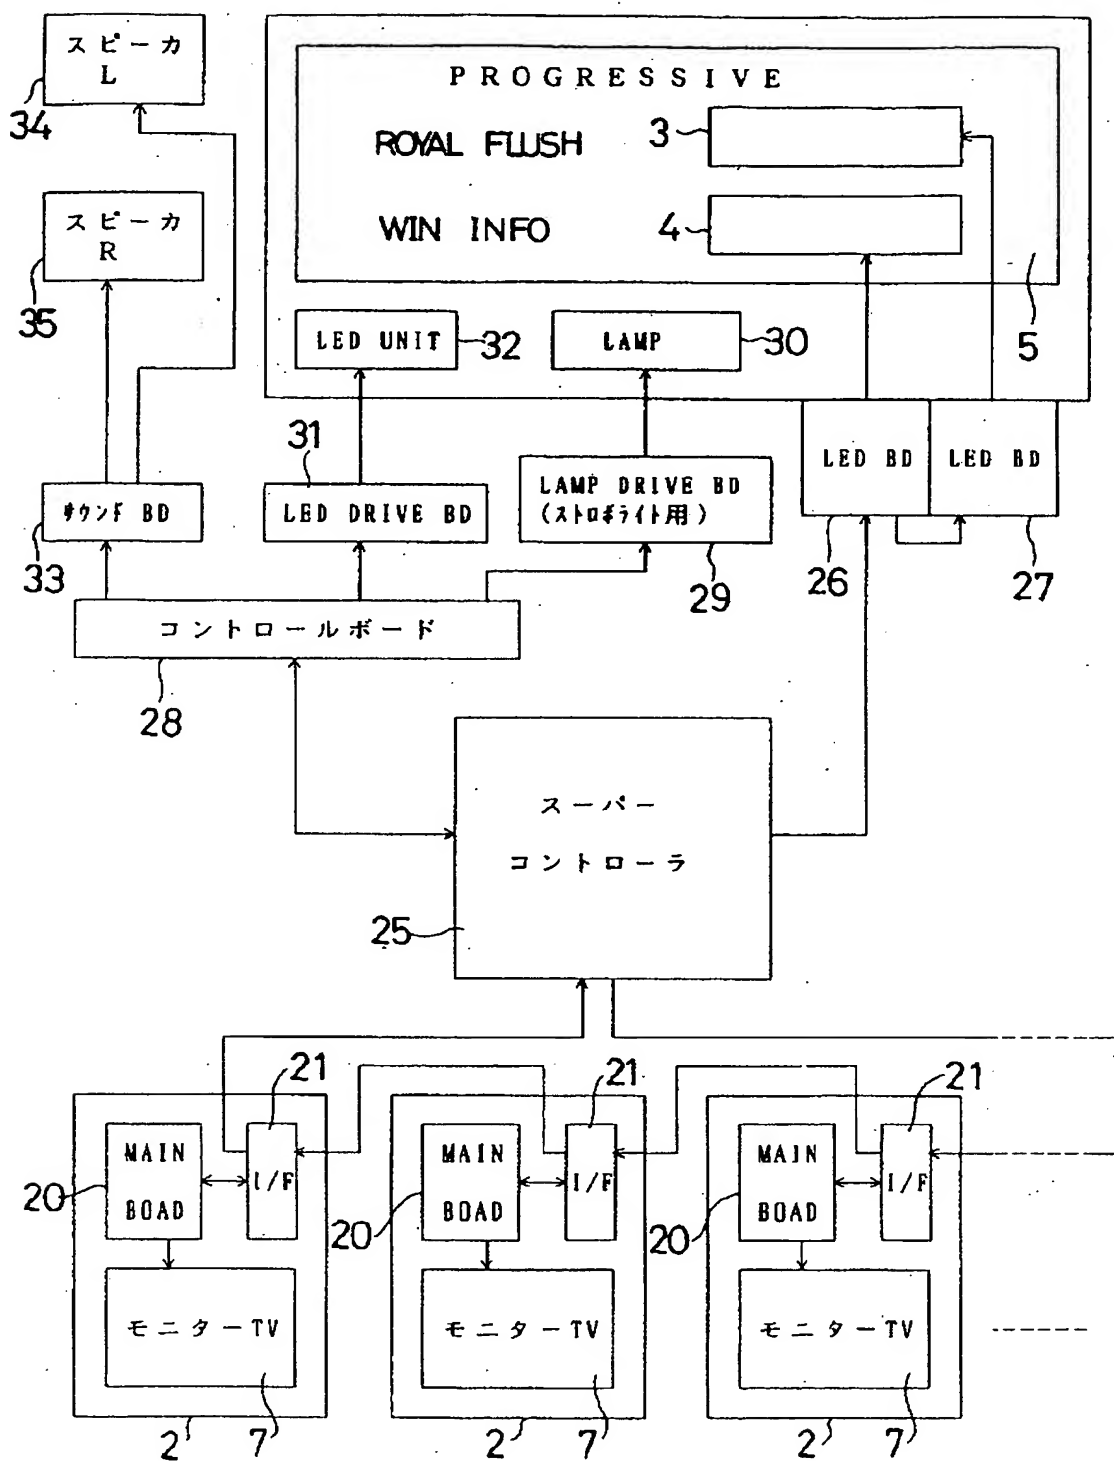 スピーカ
L
34
スピーカ
R
35
PROGRESSIVE
ROYAL FLUSH
3
WIN INFO
4
5
LED UNIT
32
LAMP
30
31
サウンド BD
33
LED DRIVE BD
LAMP DRIVE BD
(ストロボライト用)
29
LED BD
26
LED BD
27
コントロールボード
28
スーパー
コントローラ
25
21
MAIN
BOAD
I/F
20
モニターTV
2
7
21
MAIN
BOAD
I/F
20
モニターTV
2
7
21
MAIN
BOAD
I/F
20
モニターTV
2
7